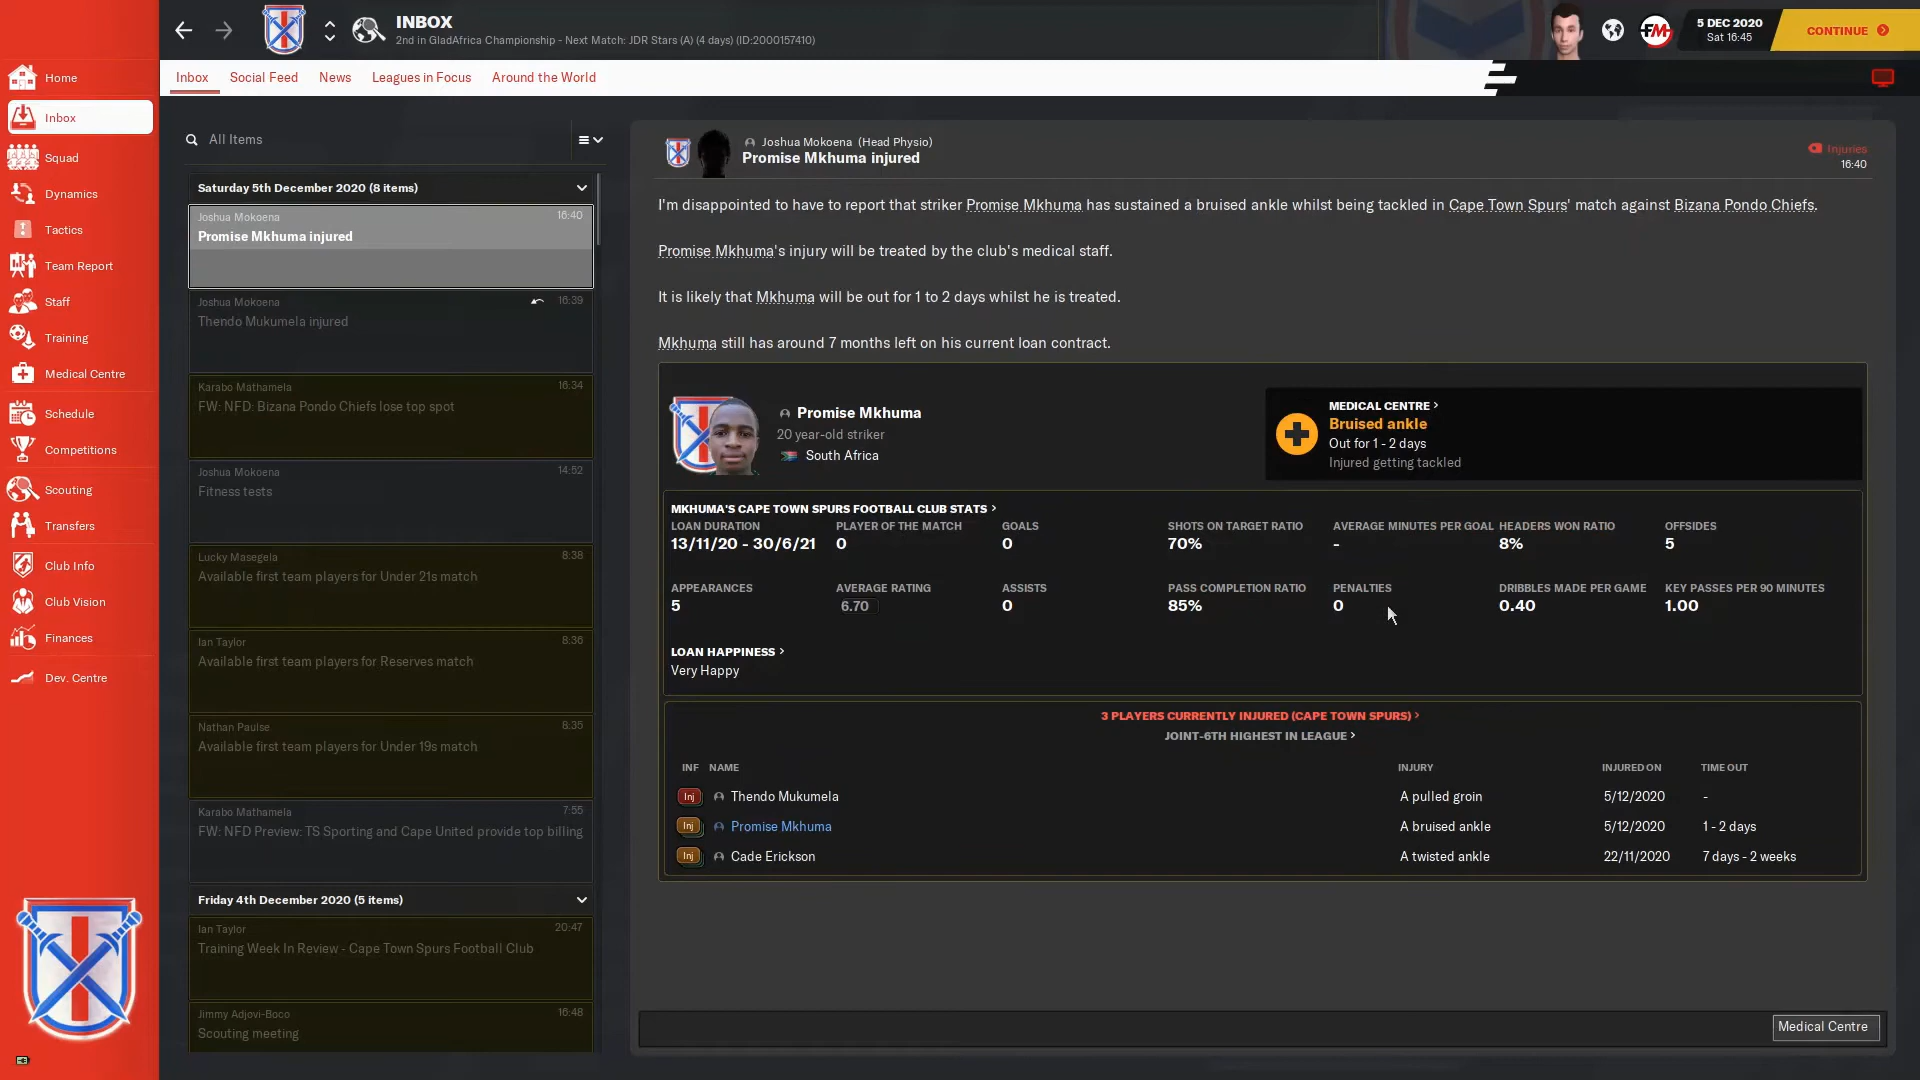 INBOX
2nd in GladAfrica Championship - Next Match: JDR Stars (A) (4 days) (ID:2000157410)
FM
5 DEC 2020
Sat 16:45
CONTINUE
Home
Inbox
Squad
Dynamics
Tactics
Team Report
Staff
Training
Medical Centre
Schedule
Competitions
Scouting
Transfers
Club Info
Club Vision
Finances
Dev. Centre
Inbox Social Feed News Leagues in Focus Around the World
All Items
Saturday 5th December 2020 (8 items)
Joshua Mokoena 16:40
Promise Mkhuma injured
Joshua Mokoena 16:39
Thendo Mukumela injured
Karabo Mathamela 16:34
FW: NFD: Bizana Pondo Chiefs lose top spot
Joshua Mokoena 14:52
Fitness tests
Lucky Masegela 8:38
Available first team players for Under 21s match
Ian Taylor 8:36
Available first team players for Reserves match
Nathan Paulse 8:35
Available first team players for Under 19s match
Karabo Mathamela 7:55
FW: NFD Preview: TS Sporting and Cape United provide top billing
Friday 4th December 2020 (5 items)
Ian Taylor 20:47
Training Week In Review - Cape Town Spurs Football Club
Jimmy Adjovi-Boco 16:48
Scouting meeting
Joshua Mokoena (Head Physio)
Promise Mkhuma injured
Injuries
16:40
I'm disappointed to have to report that striker Promise Mkhuma has sustained a bruised ankle whilst being tackled in Cape Town Spurs' match against Bizana Pondo Chiefs.
Promise Mkhuma's injury will be treated by the club's medical staff.
It is likely that Mkhuma will be out for 1 to 2 days whilst he is treated.
Mkhuma still has around 7 months left on his current loan contract.
Promise Mkhuma
20 year-old striker
South Africa
MEDICAL CENTRE >
Bruised ankle
Out for 1 - 2 days
Injured getting tackled
MKHUMA'S CAPE TOWN SPURS FOOTBALL CLUB STATS >
LOAN DURATION PLAYER OF THE MATCH GOALS SHOTS ON TARGET RATIO AVERAGE MINUTES PER GOAL HEADERS WON RATIO OFFSIDES
13/11/20 - 30/6/21 0 0 70% - 8% 5
APPEARANCES AVERAGE RATING ASSISTS PASS COMPLETION RATIO PENALTIES DRIBBLES MADE PER GAME KEY PASSES PER 90 MINUTES
5 6.70 0 85% 0 0.40 1.00
LOAN HAPPINESS >
Very Happy
3 PLAYERS CURRENTLY INJURED (CAPE TOWN SPURS) >
JOINT-6TH HIGHEST IN LEAGUE >
INF NAME INJURY INJURED ON TIME OUT
Inj Thendo Mukumela A pulled groin 5/12/2020 -
Inj Promise Mkhuma A bruised ankle 5/12/2020 1 - 2 days
Inj Cade Erickson A twisted ankle 22/11/2020 7 days - 2 weeks
Medical Centre